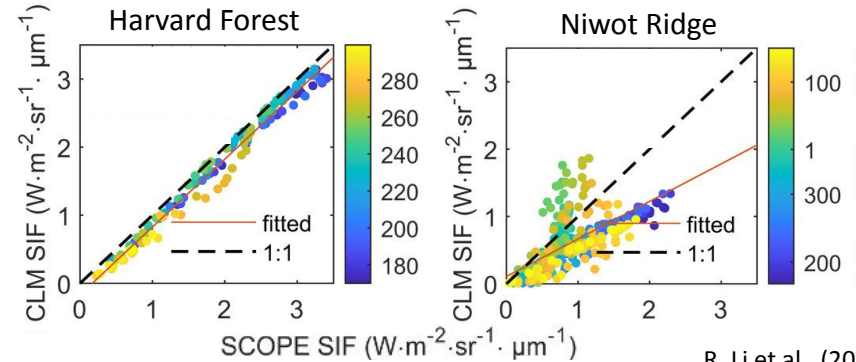 Harvard Forest
CLM SIF (W·m⁻²·sr⁻¹· μm⁻¹)
3
2
1
0
0 1 2 3
fitted
1:1
280
260
240
220
200
180
Niwot Ridge
CLM SIF (W·m⁻²·sr⁻¹· μm⁻¹)
3
2
1
0
0 1 2 3
fitted
1:1
100
1
300
200
SCOPE SIF (W·m⁻²·sr⁻¹· μm⁻¹)
R. Li et al., (20